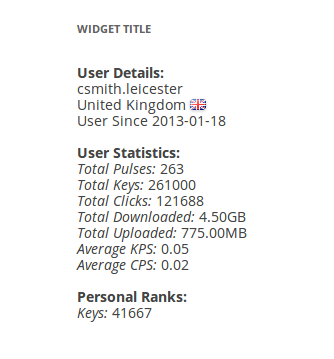 WIDGET TITLE
User Details:
csmith.leicester
United Kingdom
User Since 2013-01-18
User Statistics:
Total Pulses: 263
Total Keys: 261000
Total Clicks: 121688
Total Downloaded: 4.50GB
Total Uploaded: 775.00MB
Average KPS: 0.05
Average CPS: 0.02
Personal Ranks:
Keys: 41667